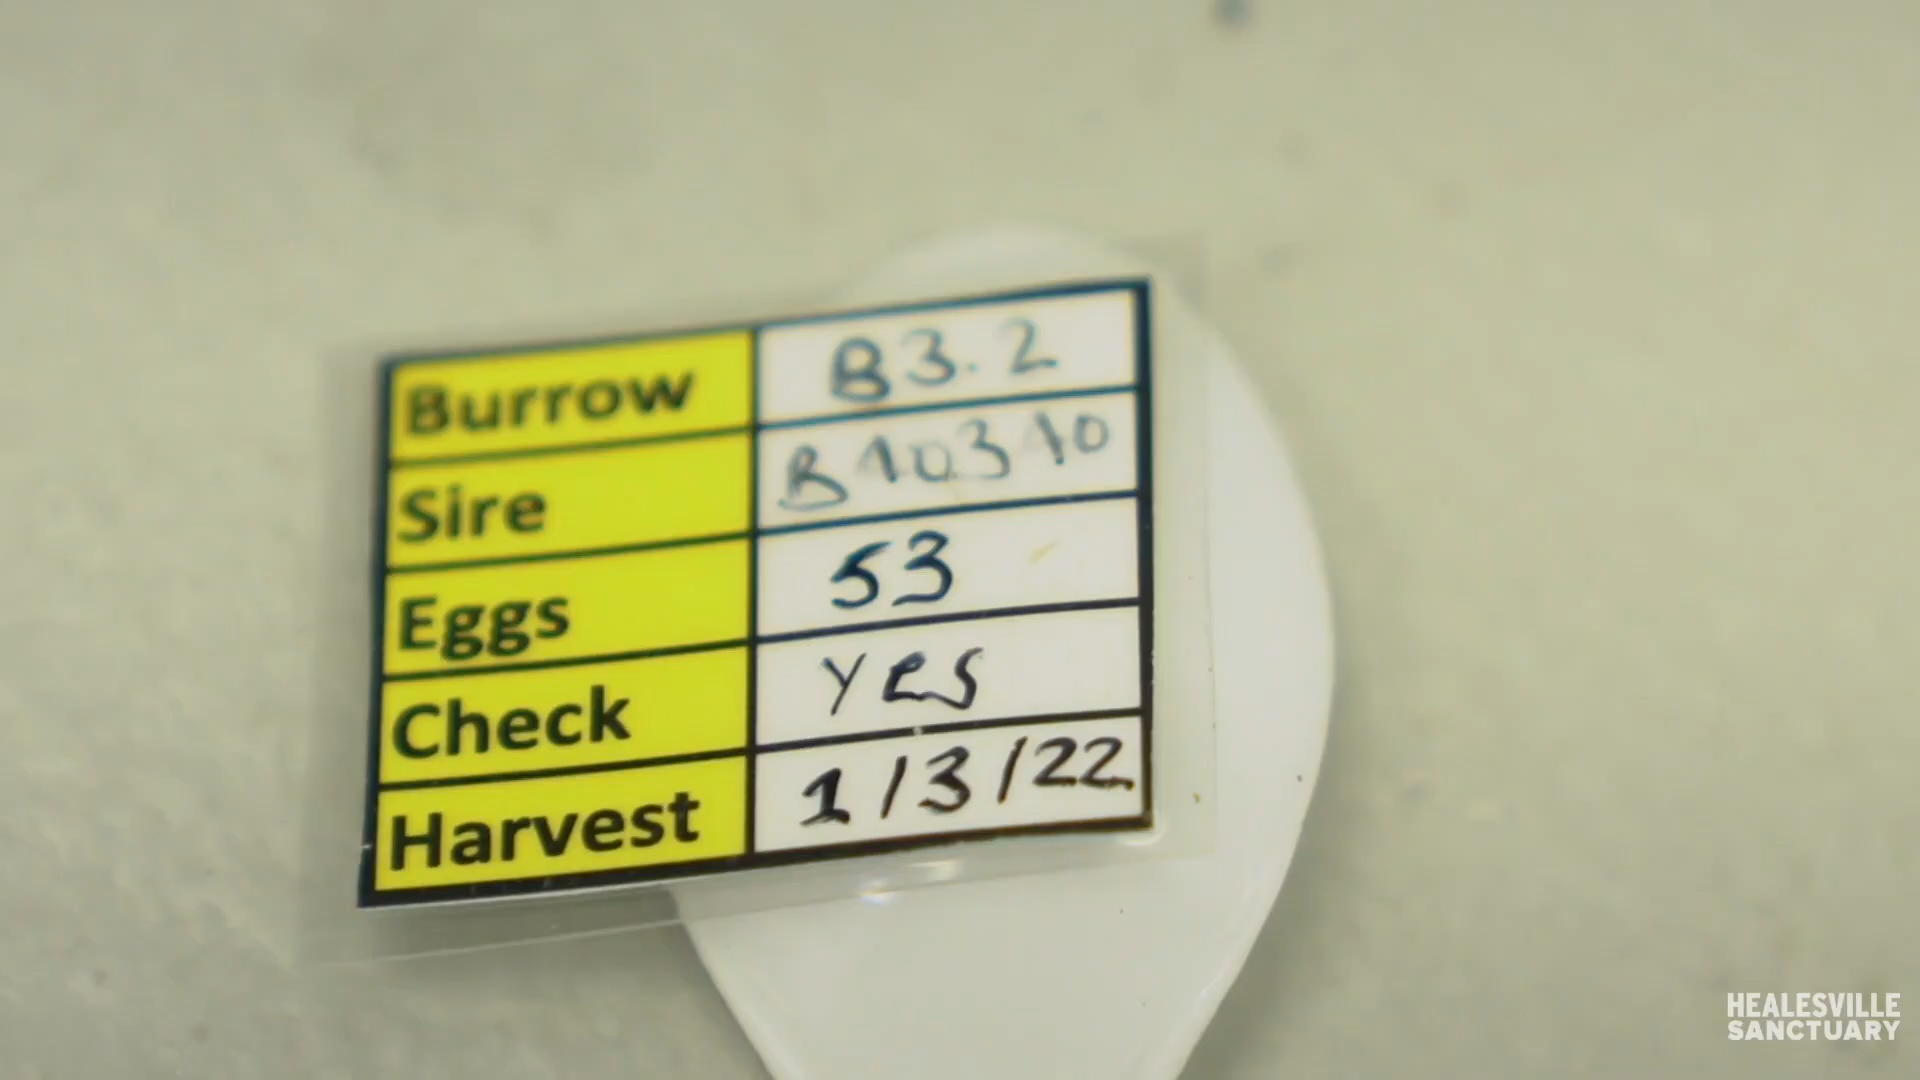 Burrow B3.2
Sire B10310
Eggs 53
Check yes
Harvest 1/3/22
HEALESVILLE
SANCTUARY